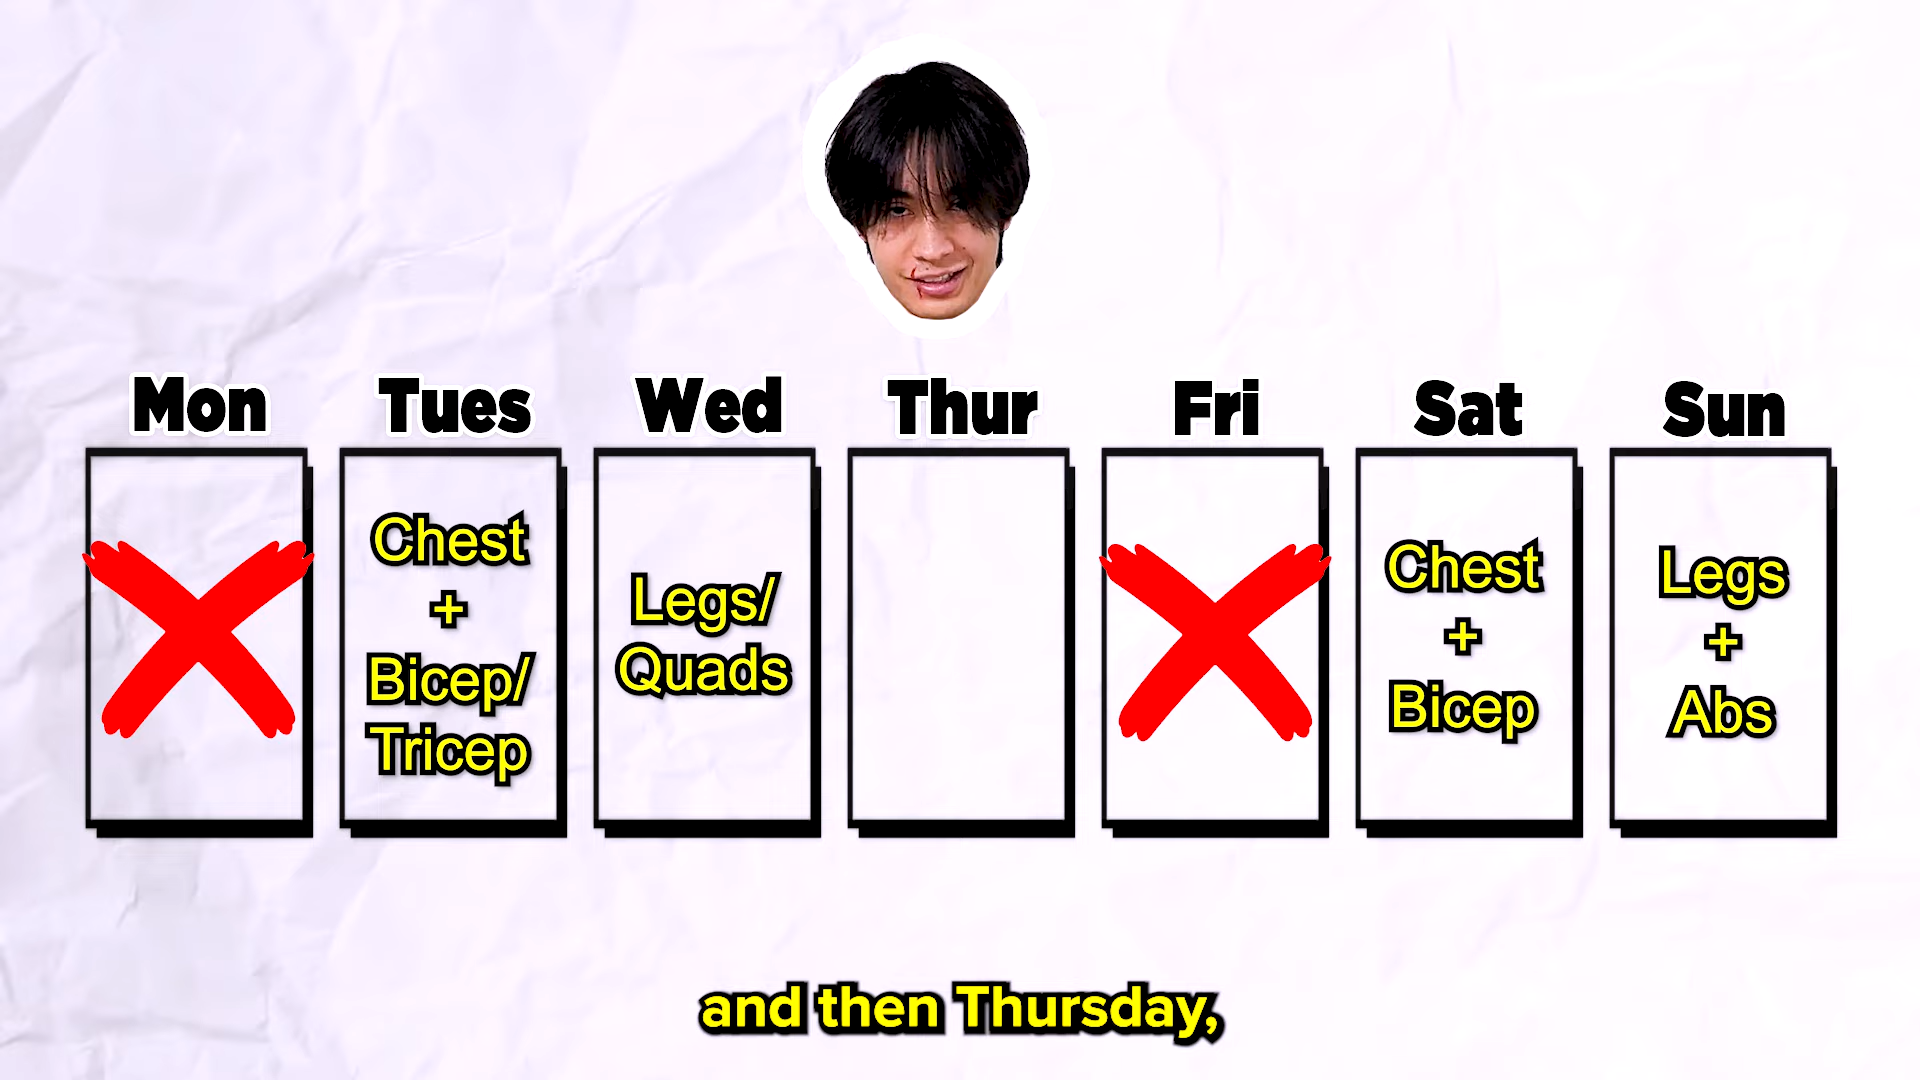 Mon Tues Wed Thur Fri Sat Sun
Chest
+
Bicep/
Tricep
Legs/
Quads
Chest
+
Bicep
Legs
+
Abs
and then Thursday,